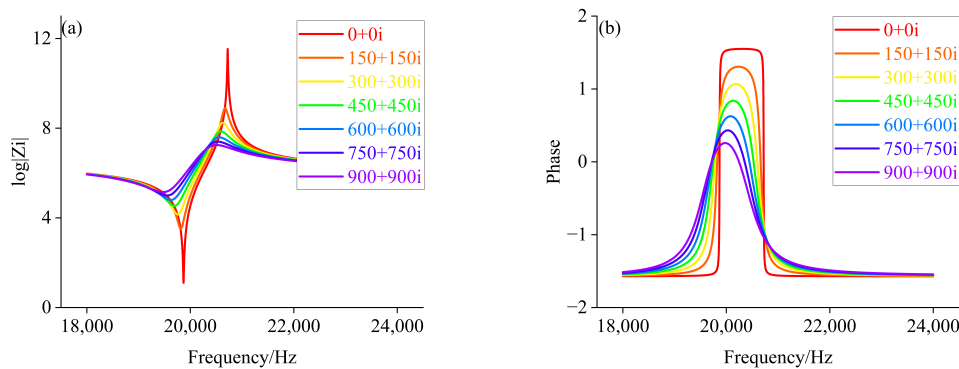 (a)
12
8
4
0
log|Zi|
18,000
20,000
22,000
24,000
Frequency/Hz
0+0i
150+150i
300+300i
450+450i
600+600i
750+750i
900+900i
(b)
2
1
0
−1
−2
Phase
18,000
20,000
22,000
24,000
Frequency/Hz
0+0i
150+150i
300+300i
450+450i
600+600i
750+750i
900+900i